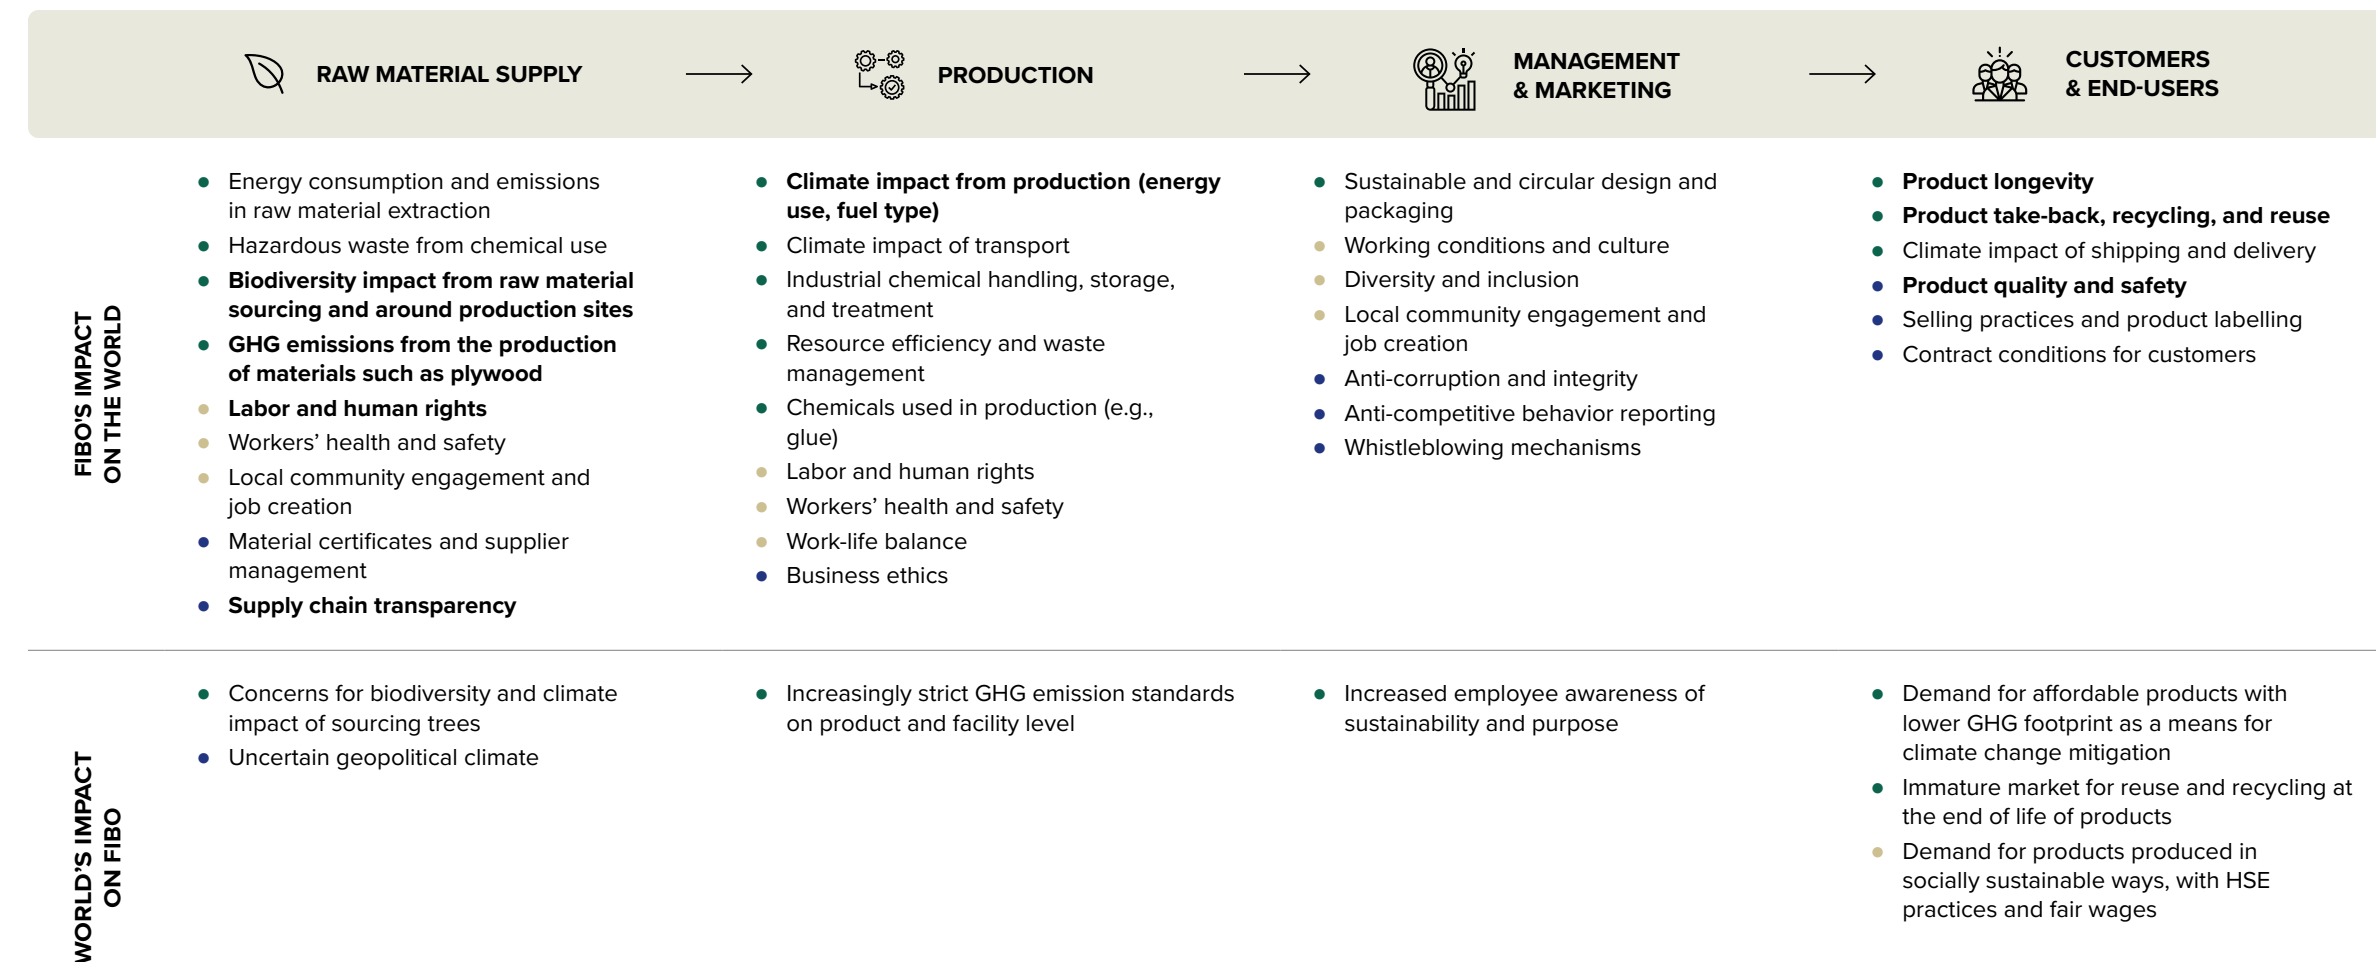 RAW MATERIAL SUPPLY
PRODUCTION
MANAGEMENT
& MARKETING
CUSTOMERS
& END-USERS
FIBO'S IMPACT
ON THE WORLD
Energy consumption and emissions
in raw material extraction
Hazardous waste from chemical use
Biodiversity impact from raw material
sourcing and around production sites
GHG emissions from the production
of materials such as plywood
Labor and human rights
Workers' health and safety
Local community engagement and
job creation
Material certificates and supplier
management
Supply chain transparency
Climate impact from production (energy
use, fuel type)
Climate impact of transport
Industrial chemical handling, storage,
and treatment
Resource efficiency and waste
management
Chemicals used in production (e.g.,
glue)
Labor and human rights
Workers' health and safety
Work-life balance
Business ethics
Sustainable and circular design and
packaging
Working conditions and culture
Diversity and inclusion
Local community engagement and
job creation
Anti-corruption and integrity
Anti-competitive behavior reporting
Whistleblowing mechanisms
Product longevity
Product take-back, recycling, and reuse
Climate impact of shipping and delivery
Product quality and safety
Selling practices and product labelling
Contract conditions for customers
WORLD'S IMPACT
ON FIBO
Concerns for biodiversity and climate
impact of sourcing trees
Uncertain geopolitical climate
Increasingly strict GHG emission standards
on product and facility level
Increased employee awareness of
sustainability and purpose
Demand for affordable products with
lower GHG footprint as a means for
climate change mitigation
Immature market for reuse and recycling at
the end of life of products
Demand for products produced in
socially sustainable ways, with HSE
practices and fair wages